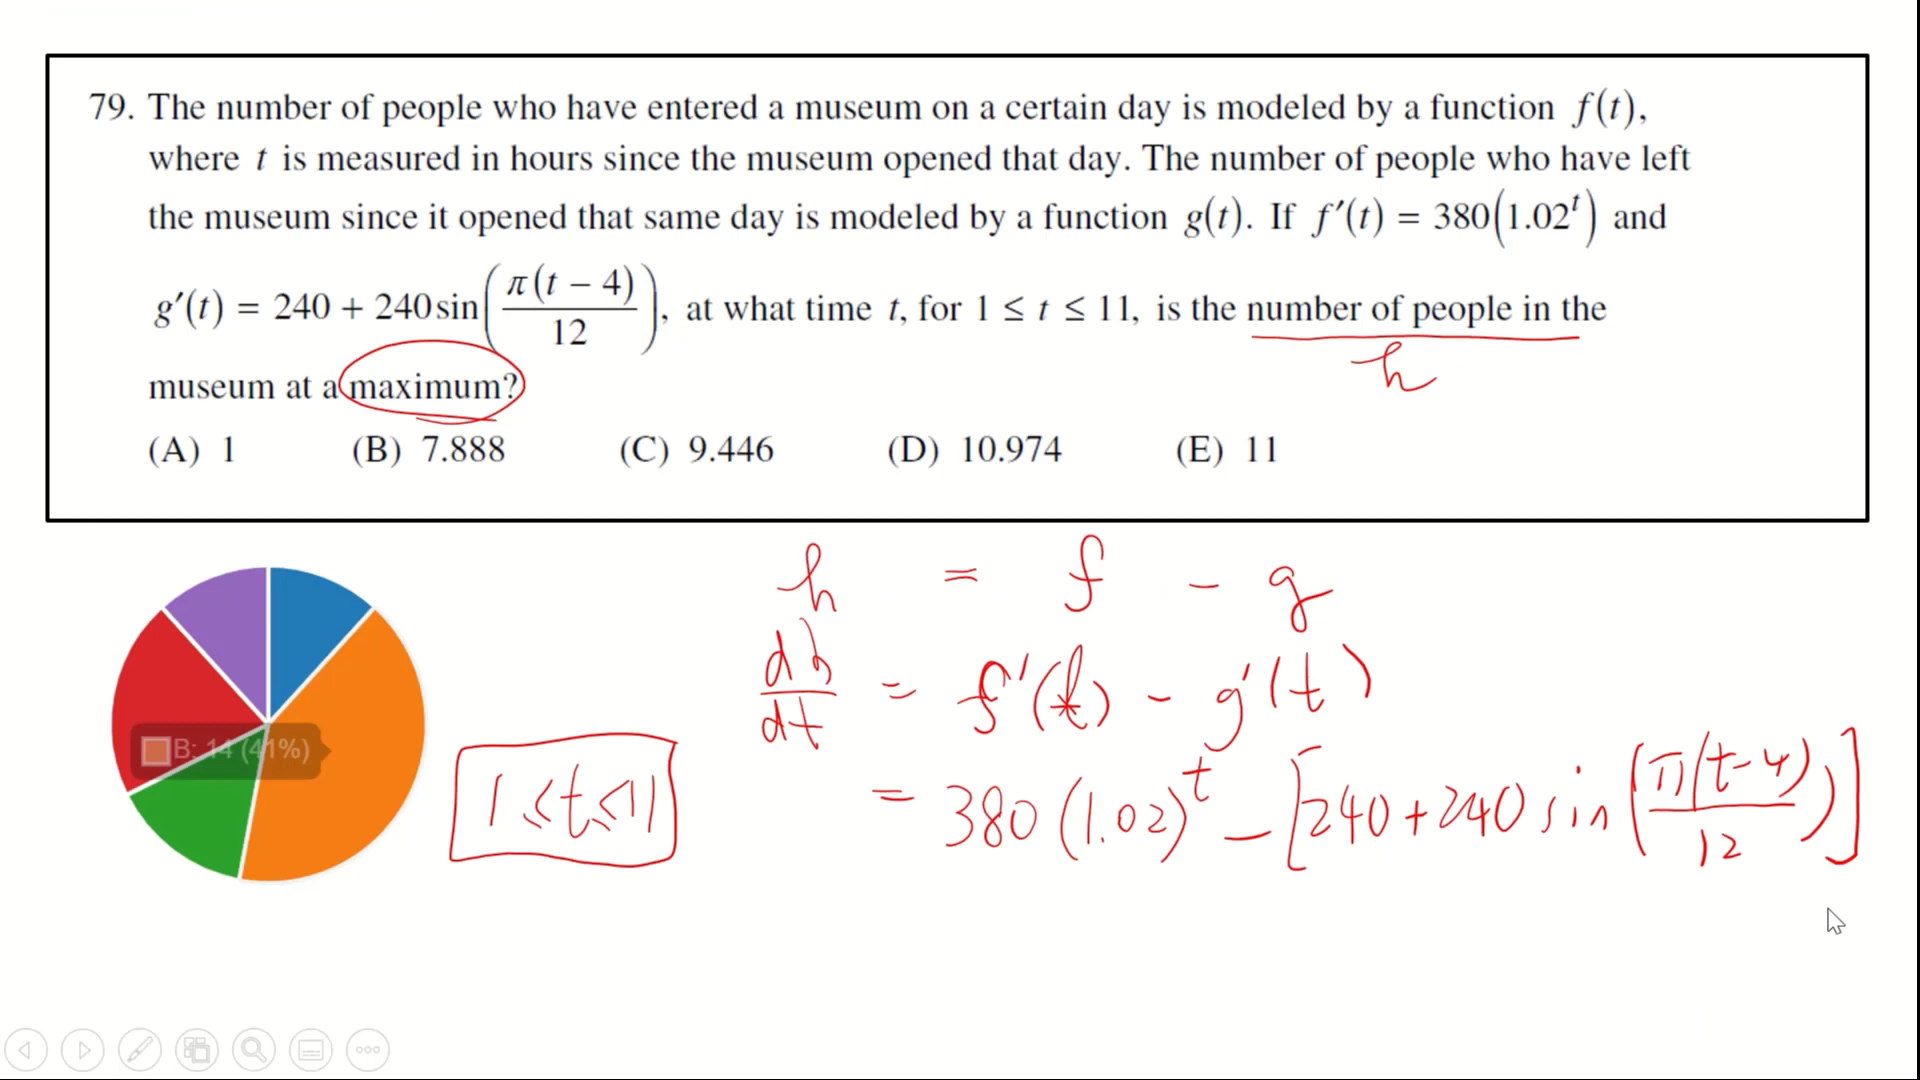 79. The number of people who have entered a museum on a certain day is modeled by a function f(t),
where t is measured in hours since the museum opened that day. The number of people who have left
the museum since it opened that same day is modeled by a function g(t). If f′(t) = 380(1.02^t) and
g′(t) = 240 + 240 sin(π(t − 4)/12), at what time t, for 1 ≤ t ≤ 11, is the number of people in the
h
museum at a maximum?
(A) 1 (B) 7.888 (C) 9.446 (D) 10.974 (E) 11
h = f − g
dh/dt = f′(t) − g′(t)
B: 14 (41%)
1 ≤ t ≤ 11
= 380(1.02)^t − [240+240 sin(π(t−4)/12)]